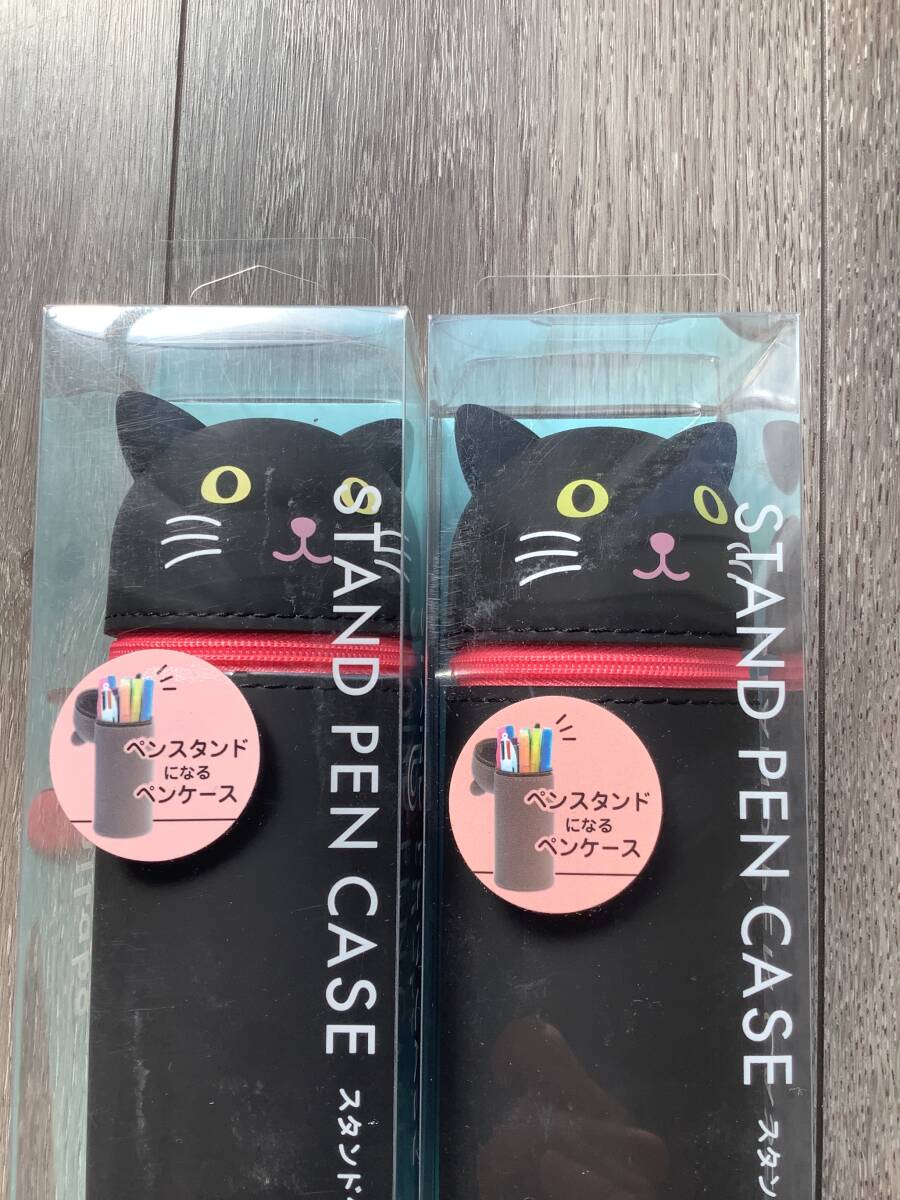 STAND PEN CASE スタンド
ペンスタンド
になる
ペンケース
STAND PEN CASE スタン
ペンスタンド
になる
ペンケース